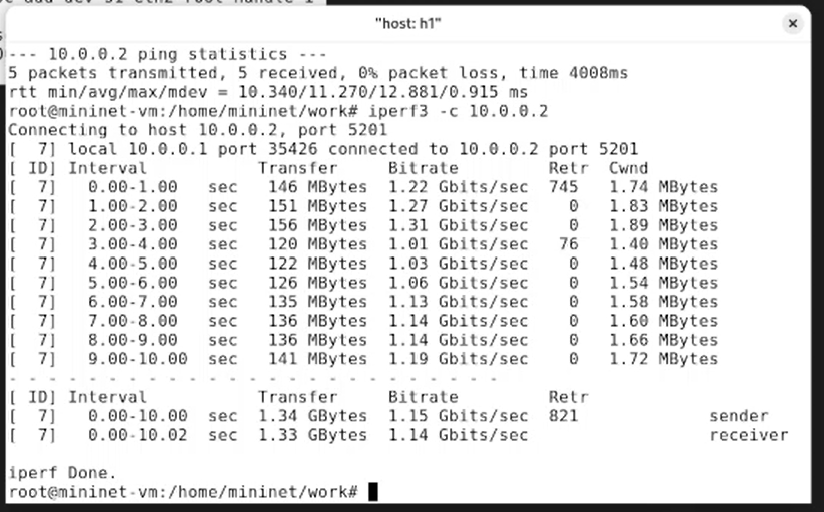 "host: h1"
--- 10.0.0.2 ping statistics ---
5 packets transmitted, 5 received, 0% packet loss, time 4008ms
rtt min/avg/max/mdev = 10.340/11.270/12.881/0.915 ms
root@mininet-vm:/home/mininet/work# iperf3 -c 10.0.0.2
Connecting to host 10.0.0.2, port 5201
[  7] local 10.0.0.1 port 35426 connected to 10.0.0.2 port 5201
[ ID] Interval           Transfer     Bitrate         Retr  Cwnd
[  7]   0.00-1.00   sec   146 MBytes  1.22 Gbits/sec  745   1.74 MBytes
[  7]   1.00-2.00   sec   151 MBytes  1.27 Gbits/sec    0   1.83 MBytes
[  7]   2.00-3.00   sec   156 MBytes  1.31 Gbits/sec    0   1.89 MBytes
[  7]   3.00-4.00   sec   120 MBytes  1.01 Gbits/sec   76   1.40 MBytes
[  7]   4.00-5.00   sec   122 MBytes  1.03 Gbits/sec    0   1.48 MBytes
[  7]   5.00-6.00   sec   126 MBytes  1.06 Gbits/sec    0   1.54 MBytes
[  7]   6.00-7.00   sec   135 MBytes  1.13 Gbits/sec    0   1.58 MBytes
[  7]   7.00-8.00   sec   136 MBytes  1.14 Gbits/sec    0   1.60 MBytes
[  7]   8.00-9.00   sec   136 MBytes  1.14 Gbits/sec    0   1.66 MBytes
[  7]   9.00-10.00  sec   141 MBytes  1.19 Gbits/sec    0   1.72 MBytes
- - - - - - - - - - - - - - - - - - - - - - - - -
[ ID] Interval           Transfer     Bitrate         Retr
[  7]   0.00-10.00  sec  1.34 GBytes  1.15 Gbits/sec  821             sender
[  7]   0.00-10.02  sec  1.33 GBytes  1.14 Gbits/sec                  receiver
iperf Done.
root@mininet-vm:/home/mininet/work#